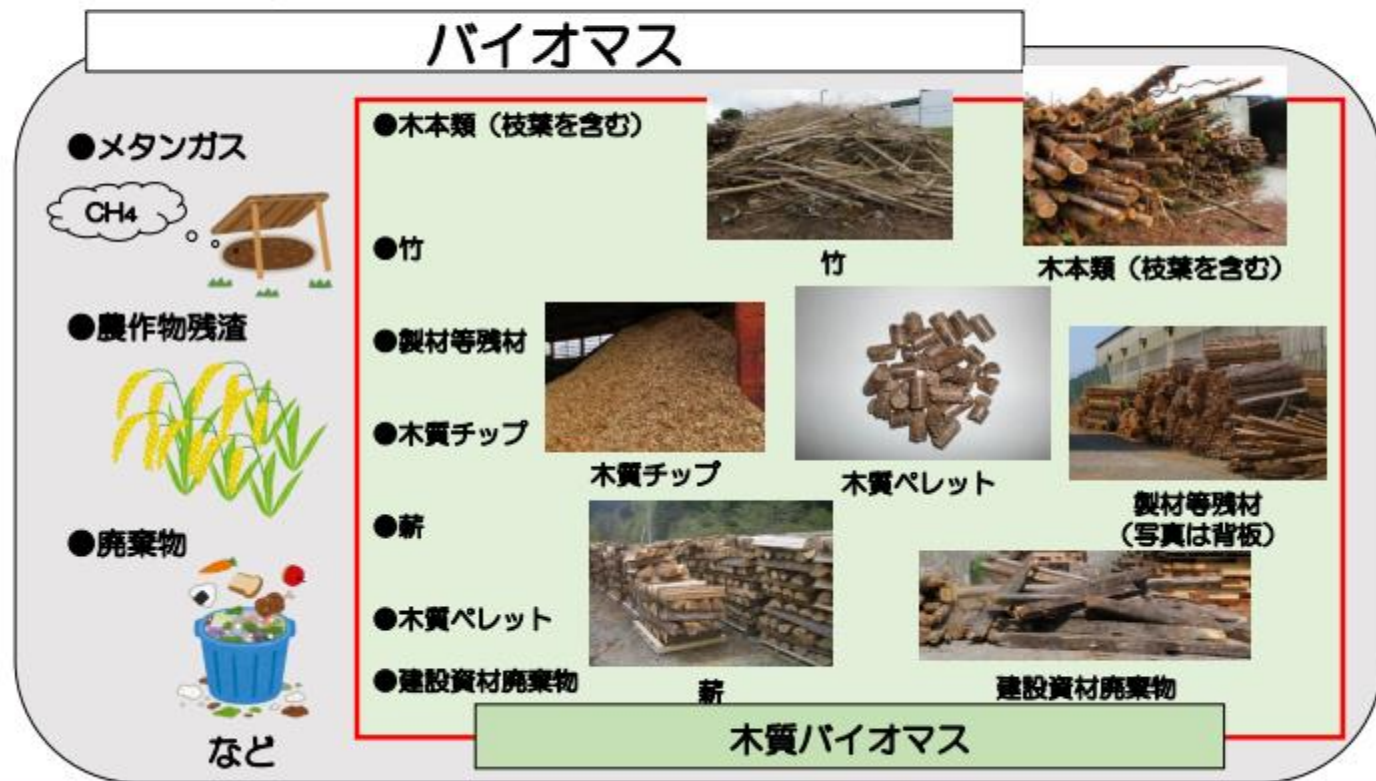 バイオマス
●メタンガス
CH4
●農作物残渣
●廃棄物
など
●木本類（枝葉を含む）
●竹
●製材等残材
●木質チップ
●薪
●木質ペレット
●建設資材廃棄物
竹
木本類（枝葉を含む）
木質チップ
木質ペレット
製材等残材
（写真は背板）
薪
建設資材廃棄物
木質バイオマス